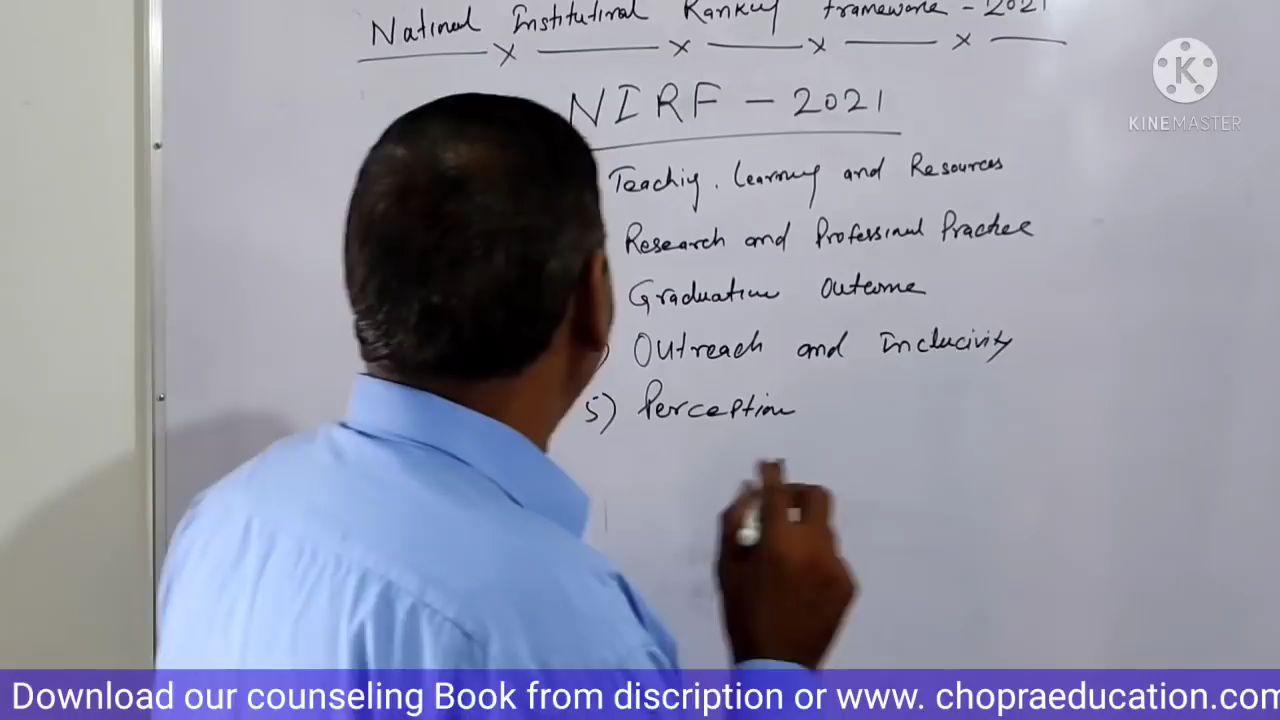 National Institutional Ranking framework - 2021
KINEMASTER
NIRF - 2021
Teaching, Learning and Resources
Research and Professional Practice
Graduation Outcome
) Outreach and Inclucivity
5) Perception
Download our counseling Book from discription or www. chopraeducation.com